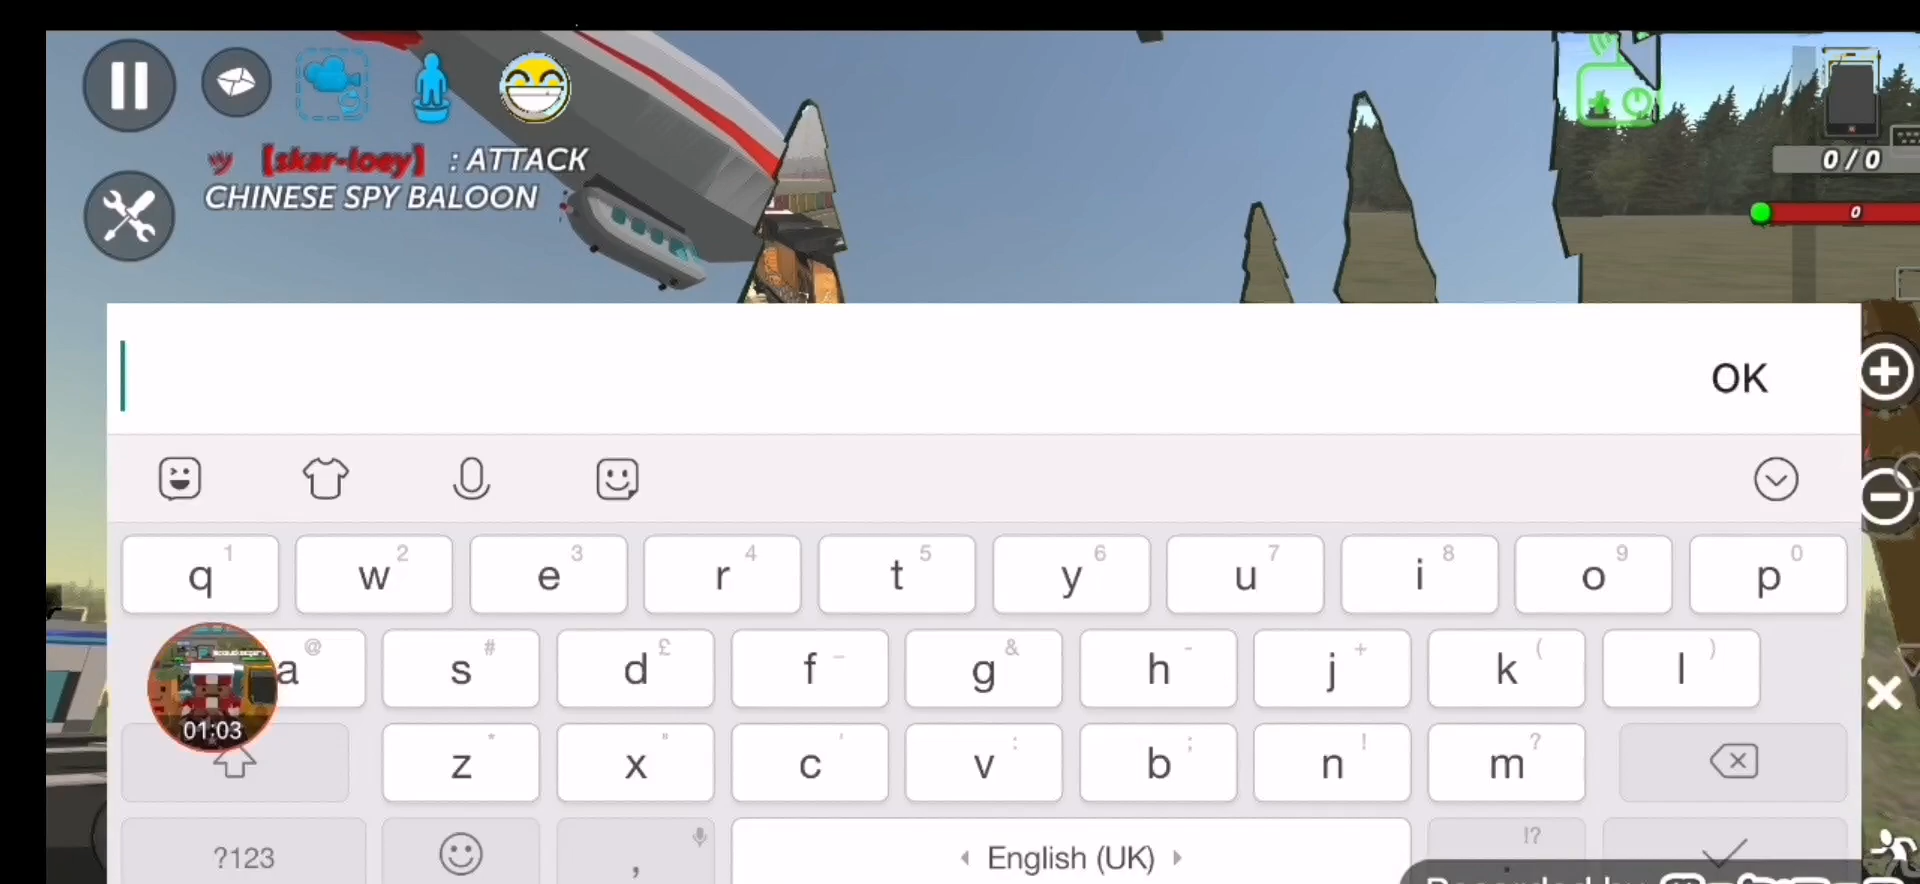 ツ 【skar-loey】 : ATTACK
CHINESE SPY BALOON
0 / 0
0
OK
1 2 3 4 5 6 7 8 9 0
q w e r t y u i o p
@ # £ _ & - + ( )
a s d f g h j k l
01:03
* " ' : ; ! ?
z x c v b n m
?123 , English (UK) !? .